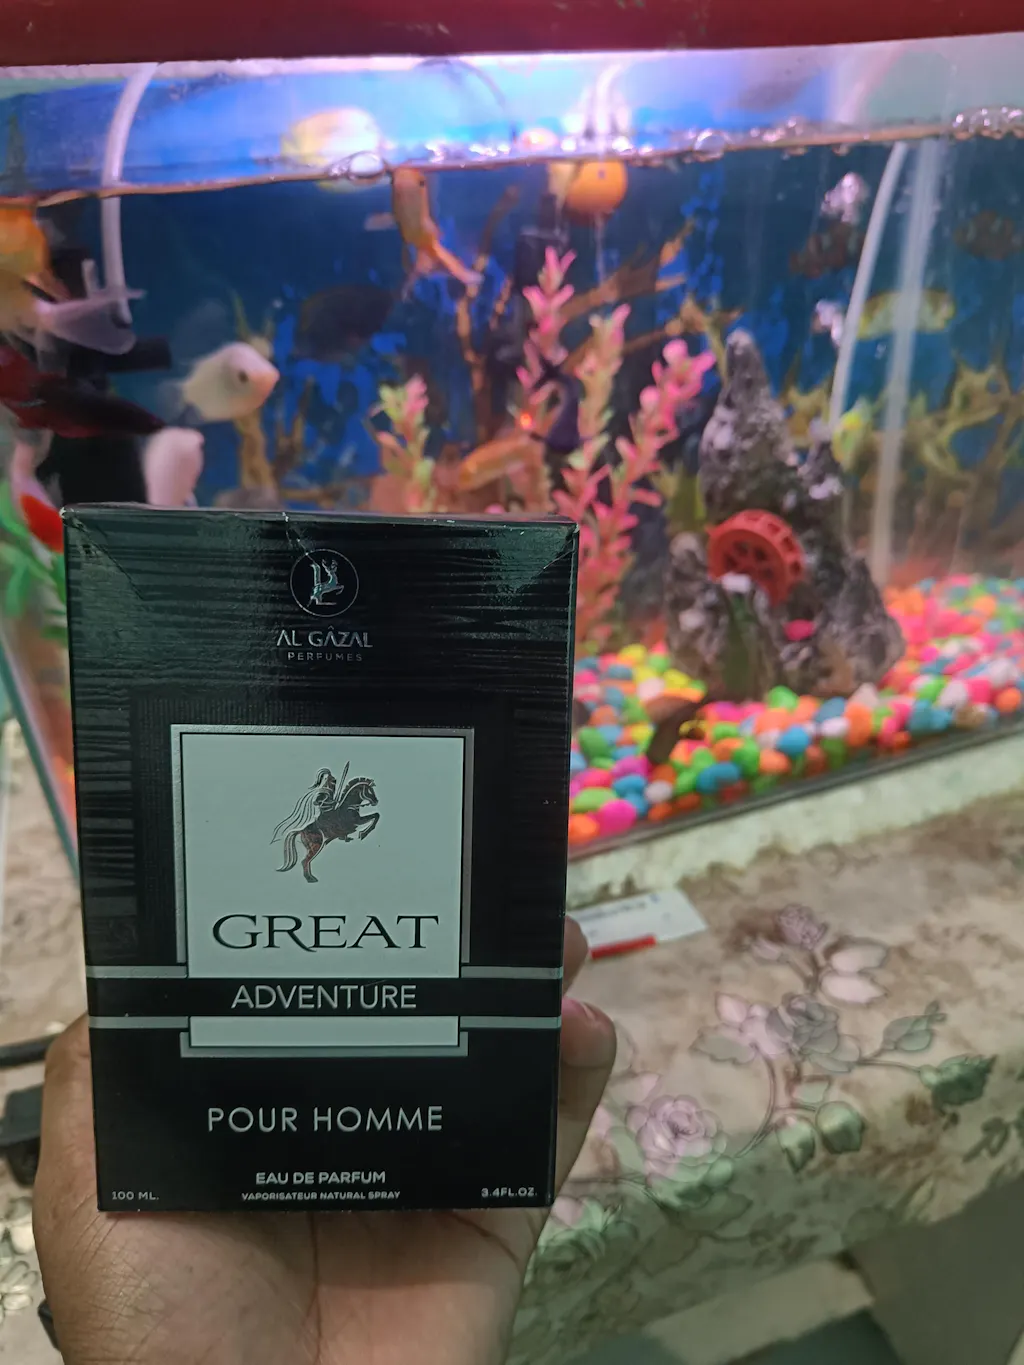 AL GÂZAL
PERFUMES
GREAT
ADVENTURE
POUR HOMME
EAU DE PARFUM
VAPORISATEUR NATURAL SPRAY
100 ML.
3.4FL.OZ.